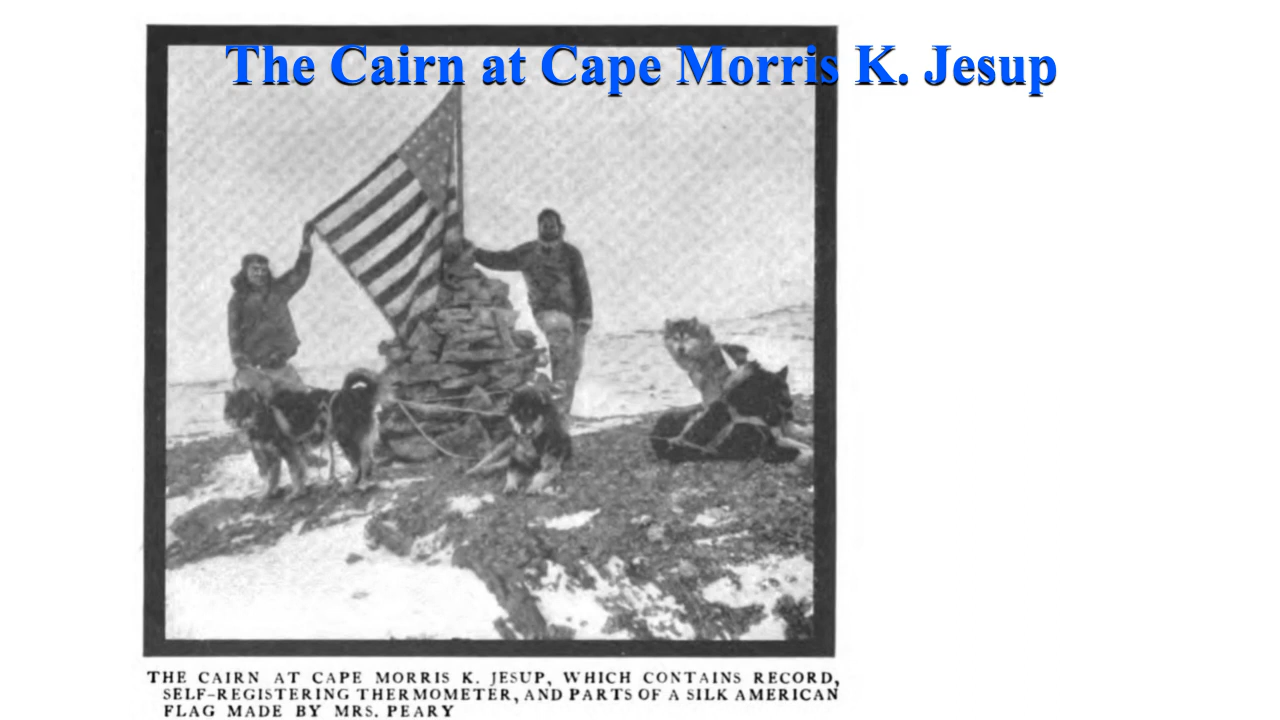 The Cairn at Cape Morris K. Jesup
THE CAIRN AT CAPE MORRIS K. JESUP, WHICH CONTAINS RECORD,
SELF-REGISTERING THERMOMETER, AND PARTS OF A SILK AMERICAN
FLAG MADE BY MRS. PEARY